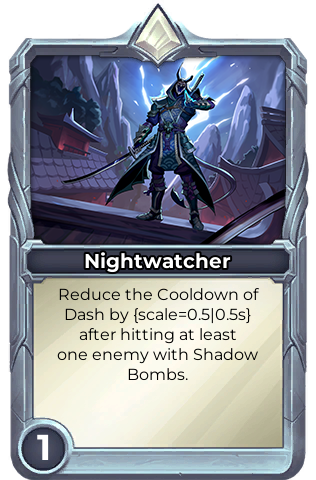 Nightwatcher
Reduce the Cooldown of
Dash by {scale=0.5|0.5s}
after hitting at least
one enemy with Shadow
Bombs.
1